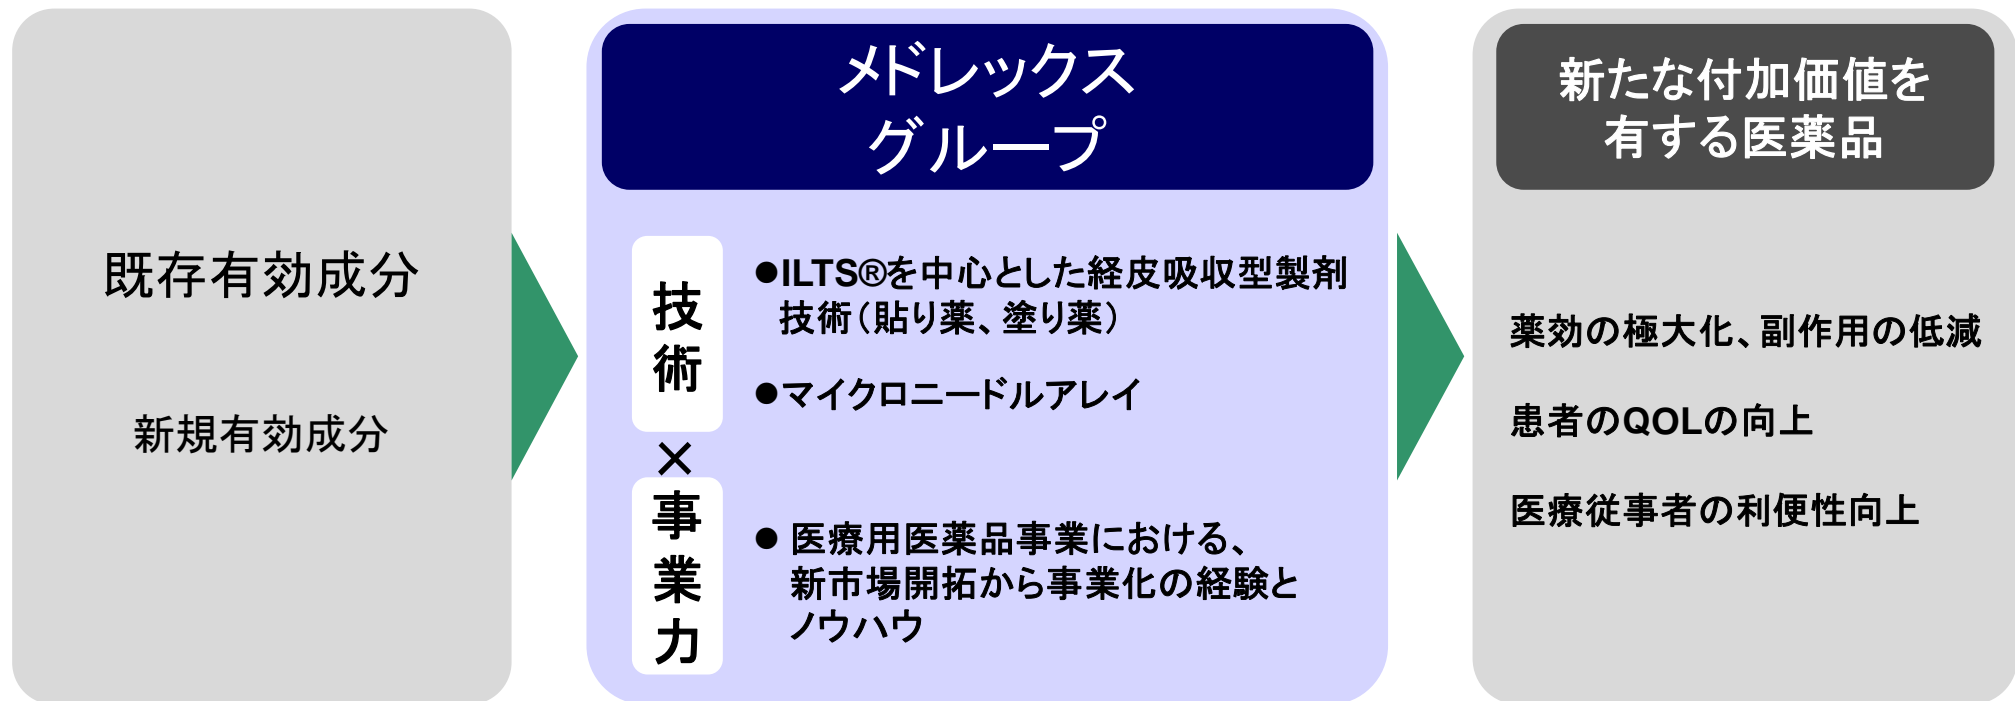 既存有効成分
新規有効成分
メドレックス
グループ
技
術
●ILTS®を中心とした経皮吸収型製剤
技術（貼り薬、塗り薬）
●マイクロニードルアレイ
×
事
業
力
● 医療用医薬品事業における、
新市場開拓から事業化の経験と
ノウハウ
新たな付加価値を
有する医薬品
薬効の極大化、副作用の低減
患者のQOLの向上
医療従事者の利便性向上